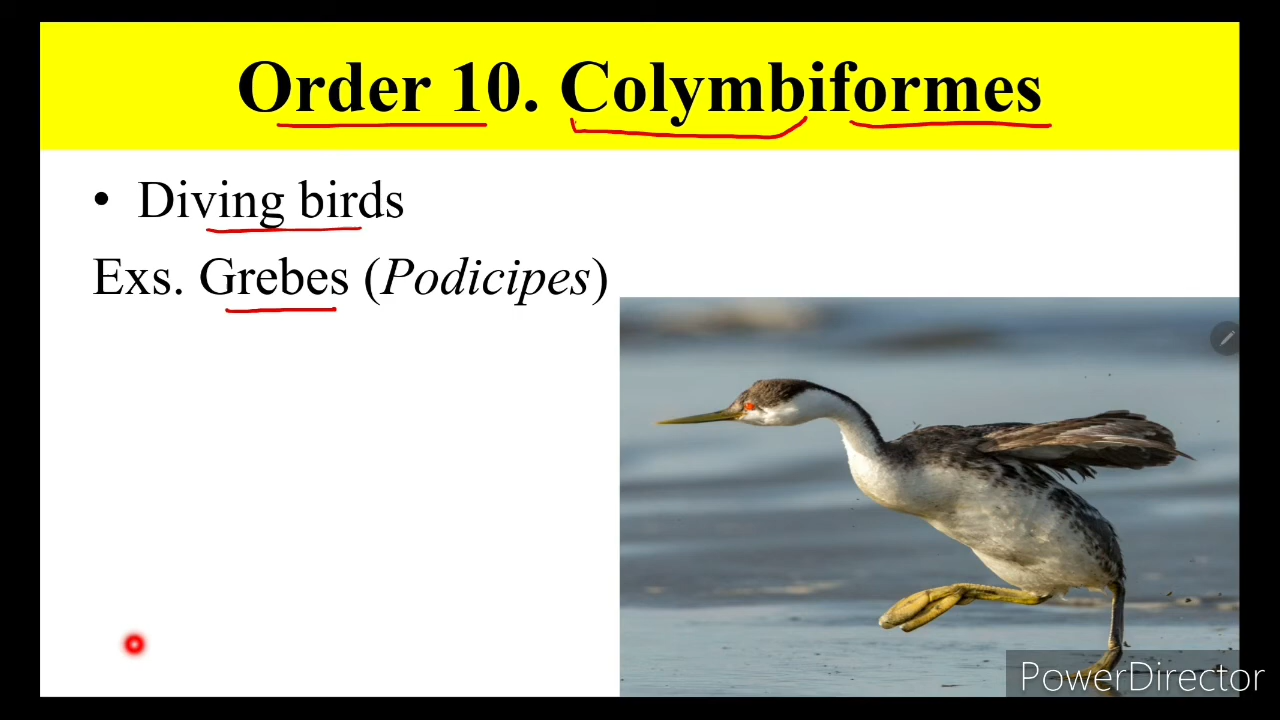 Order 10. Colymbiformes
• Diving birds
Exs. Grebes (Podicipes)
PowerDirector